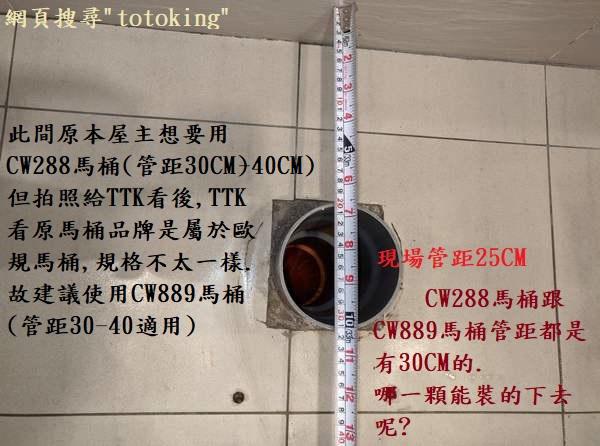 網頁搜尋"totoking"
此間原本屋主想要用
CW288馬桶(管距30CM-40CM)
但拍照給TTK看後,TTK
看原馬桶品牌是屬於歐
規馬桶,規格不太一樣.
故建議使用CW889馬桶
(管距30-40適用)
現場管距25CM
CW288馬桶跟
CW889馬桶管距都是
有30CM的.
哪一顆能裝的下去
呢?